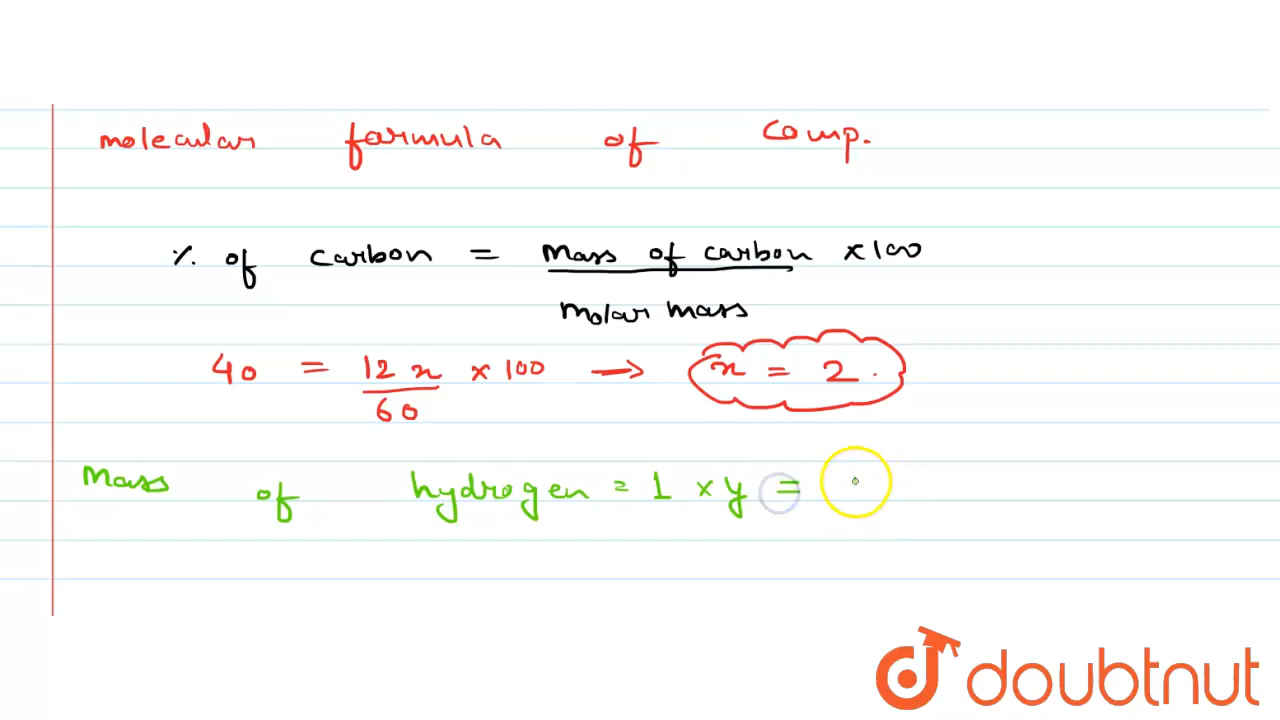 molecular formula of comp.
% of carbon = Mass of carbon × 100
Molar mass
40 = 12 x × 100 → x = 2.
60
Mass of hydrogen = 1 × y =
doubtnut